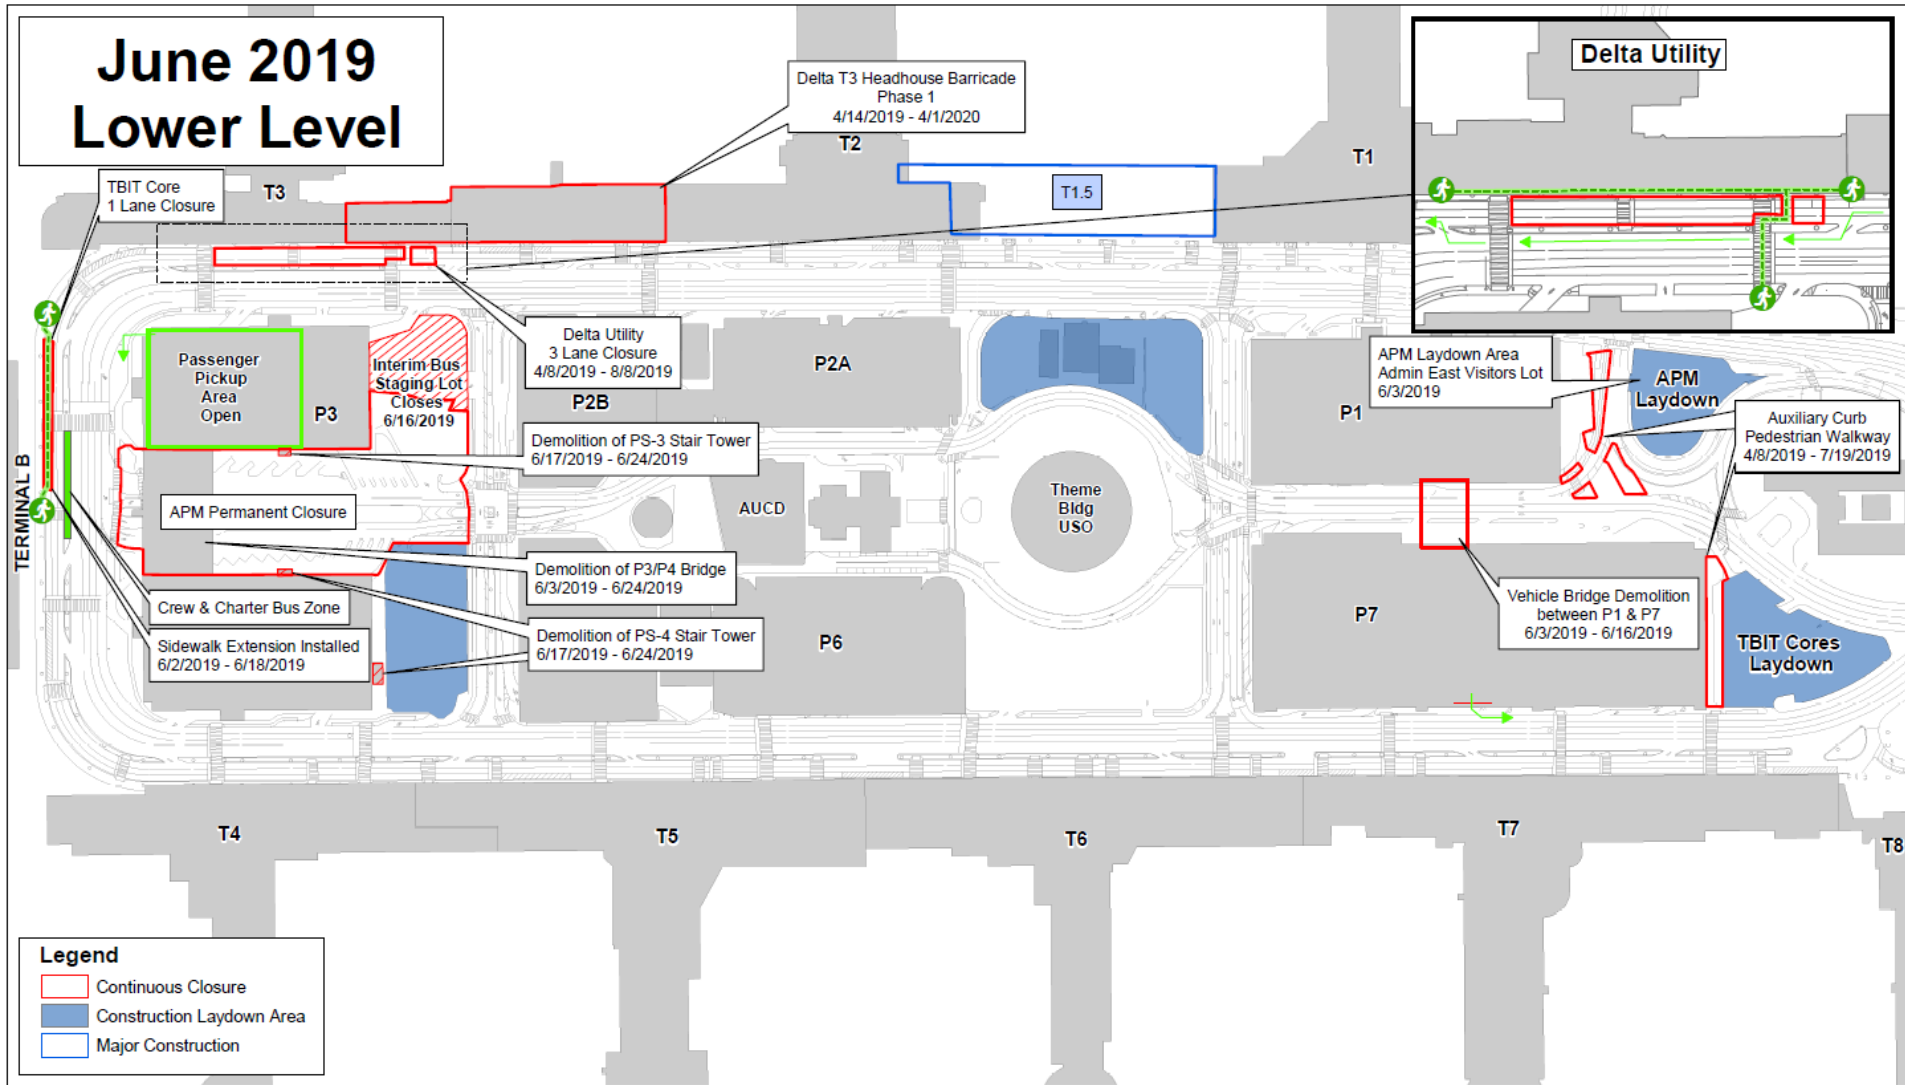 June 2019
Lower Level
Delta T3 Headhouse Barricade
Phase 1
4/14/2019 - 4/1/2020
Delta Utility
T2
T1
T3
TBIT Core
1 Lane Closure
T1.5
Delta Utility
3 Lane Closure
4/8/2019 - 8/8/2019
Passenger
Pickup
Area
Open
P3
Interim Bus
Staging Lot
Closes
6/16/2019
P2B
P2A
P1
APM Laydown Area
Admin East Visitors Lot
6/3/2019
APM
Laydown
Auxiliary Curb
Pedestrian Walkway
4/8/2019 - 7/19/2019
Demolition of PS-3 Stair Tower
6/17/2019 - 6/24/2019
TERMINAL B
APM Permanent Closure
AUCD
Theme
Bldg
USO
Demolition of P3/P4 Bridge
6/3/2019 - 6/24/2019
Crew & Charter Bus Zone
Sidewalk Extension Installed
6/2/2019 - 6/18/2019
Demolition of PS-4 Stair Tower
6/17/2019 - 6/24/2019
P6
P7
Vehicle Bridge Demolition
between P1 & P7
6/3/2019 - 6/16/2019
TBIT Cores
Laydown
T4
T5
T6
T7
T8
Legend
Continuous Closure
Construction Laydown Area
Major Construction